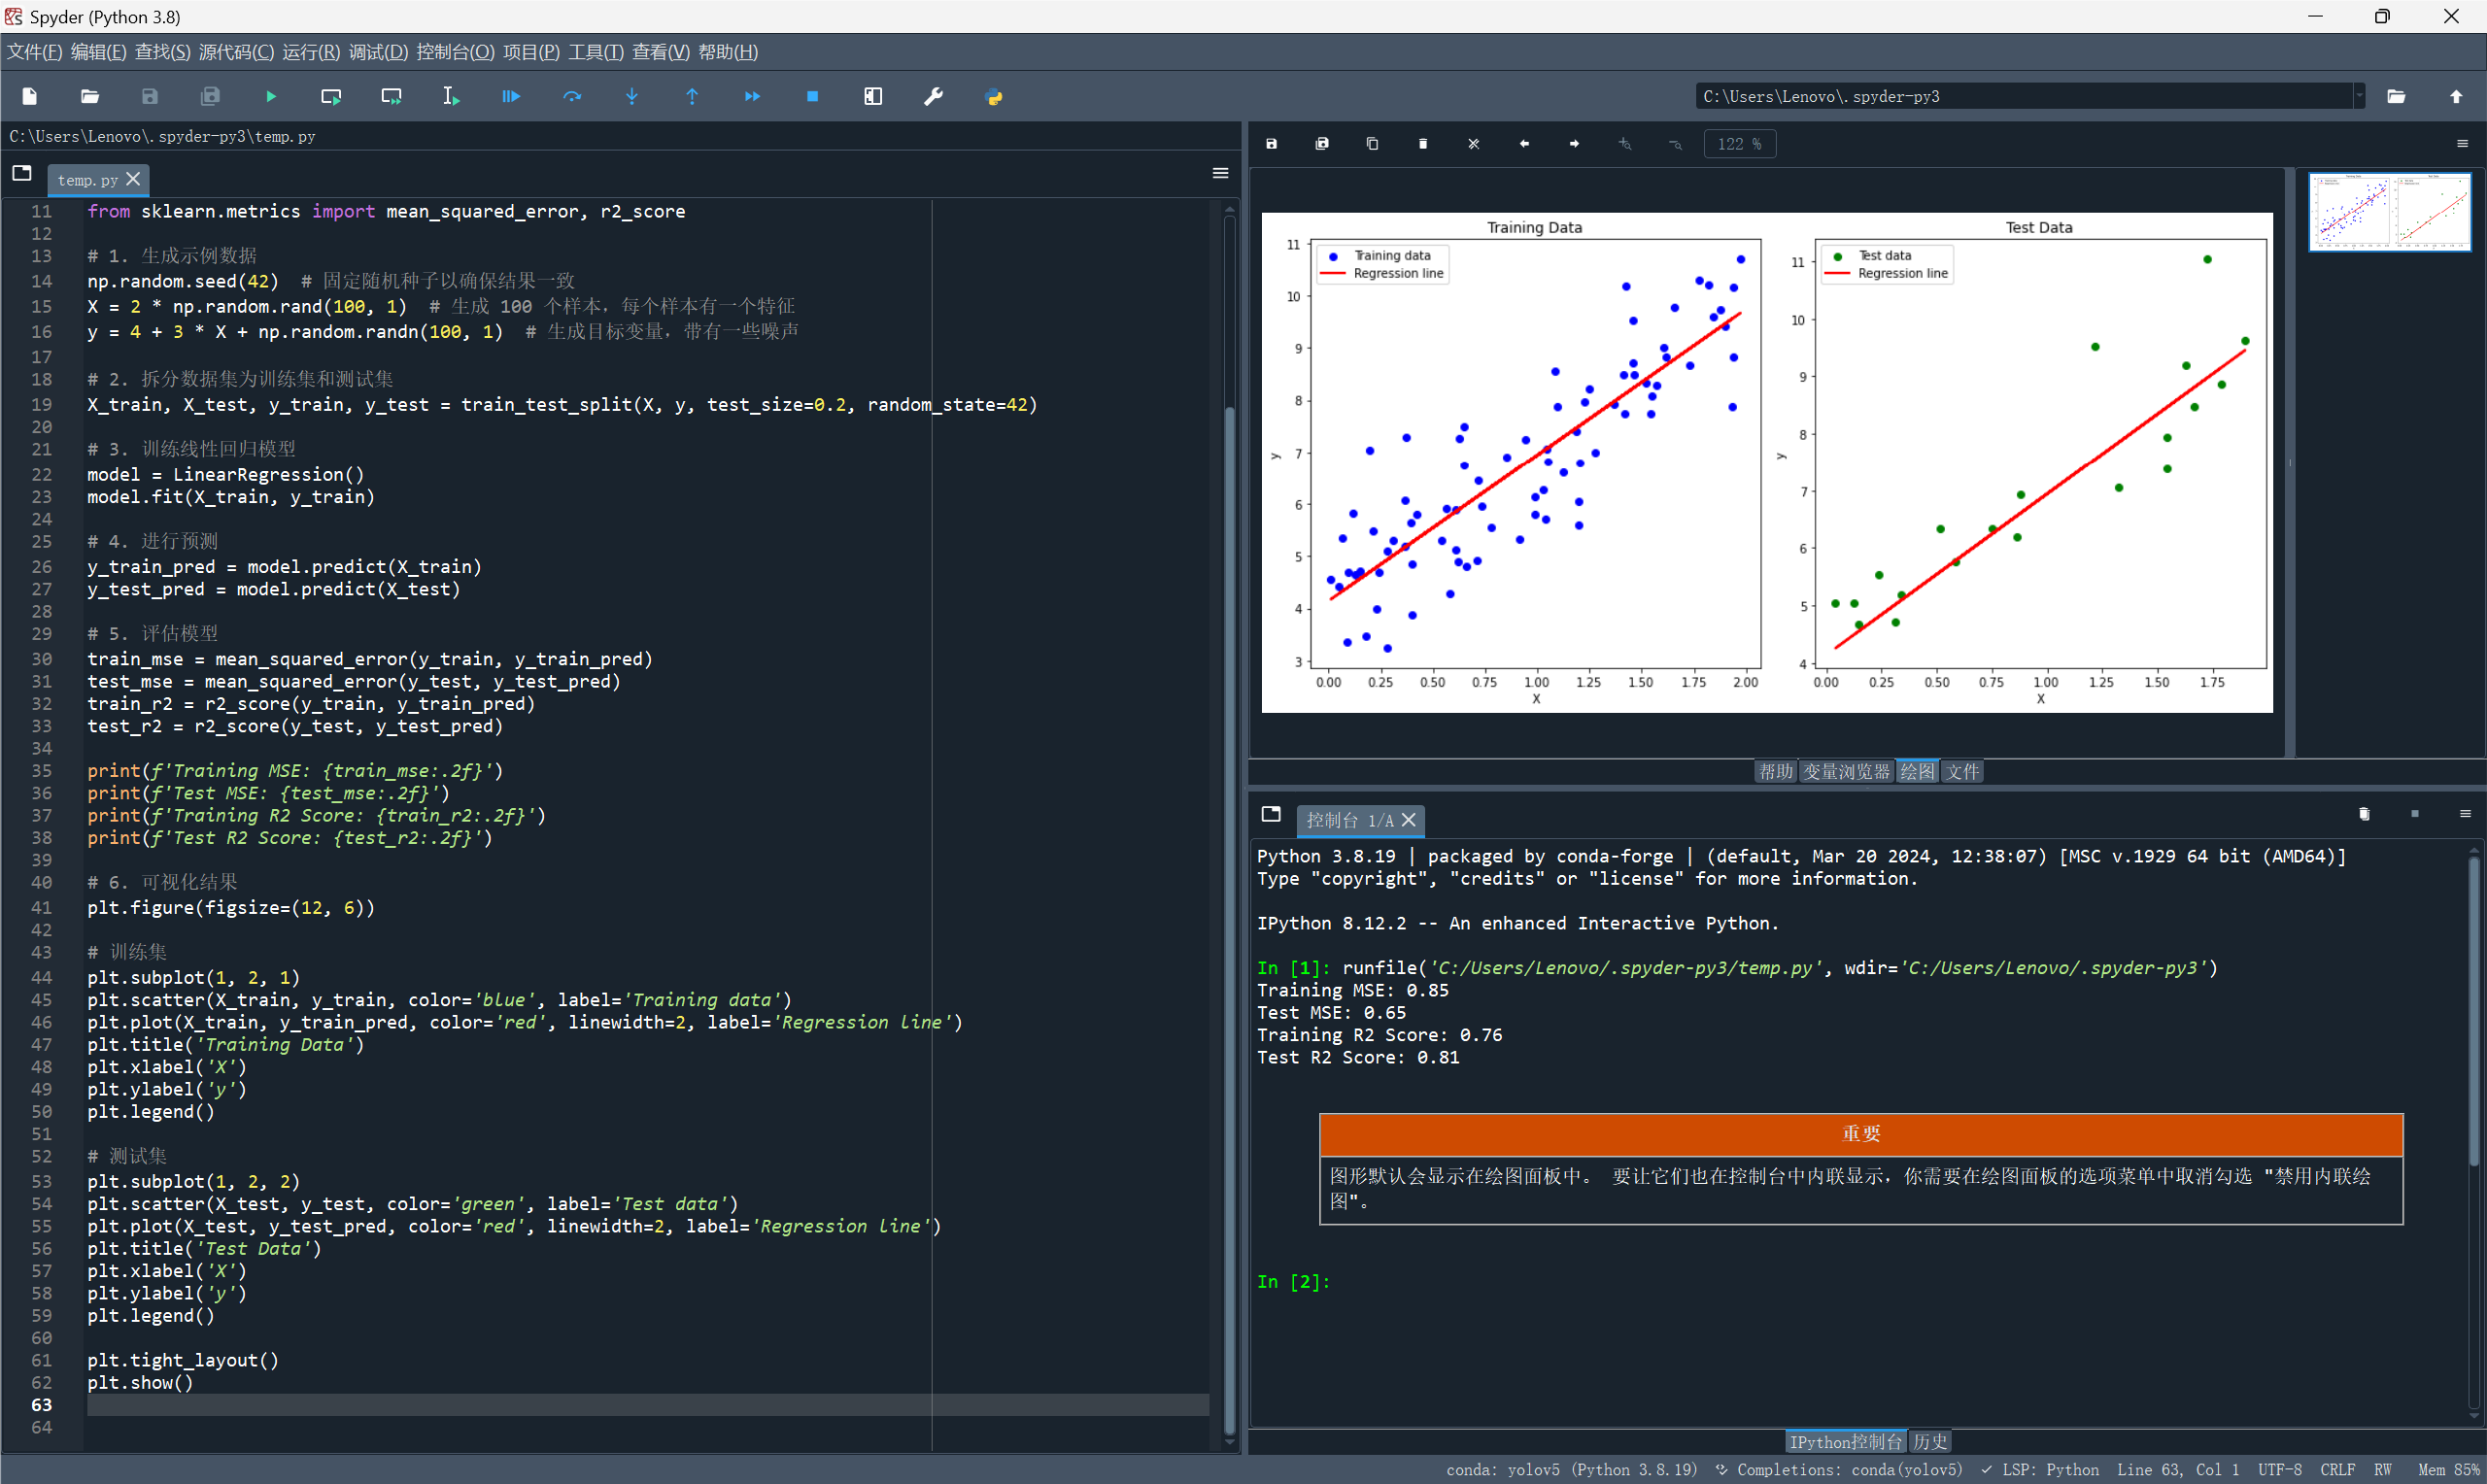 Spyder (Python 3.8)
文件(F) 编辑(E) 查找(S) 源代码(C) 运行(R) 调试(D) 控制台(O) 项目(P) 工具(T) 查看(V) 帮助(H)
C:\Users\Lenovo\.spyder-py3
C:\Users\Lenovo\.spyder-py3\temp.py
temp.py
11 from sklearn.metrics import mean_squared_error, r2_score
12
13 # 1. 生成示例数据
14 np.random.seed(42)  # 固定随机种子以确保结果一致
15 X = 2 * np.random.rand(100, 1)  # 生成 100 个样本，每个样本有一个特征
16 y = 4 + 3 * X + np.random.randn(100, 1)  # 生成目标变量，带有一些噪声
17
18 # 2. 拆分数据集为训练集和测试集
19 X_train, X_test, y_train, y_test = train_test_split(X, y, test_size=0.2, random_state=42)
20
21 # 3. 训练线性回归模型
22 model = LinearRegression()
23 model.fit(X_train, y_train)
24
25 # 4. 进行预测
26 y_train_pred = model.predict(X_train)
27 y_test_pred = model.predict(X_test)
28
29 # 5. 评估模型
30 train_mse = mean_squared_error(y_train, y_train_pred)
31 test_mse = mean_squared_error(y_test, y_test_pred)
32 train_r2 = r2_score(y_train, y_train_pred)
33 test_r2 = r2_score(y_test, y_test_pred)
34
35 print(f'Training MSE: {train_mse:.2f}')
36 print(f'Test MSE: {test_mse:.2f}')
37 print(f'Training R2 Score: {train_r2:.2f}')
38 print(f'Test R2 Score: {test_r2:.2f}')
39
40 # 6. 可视化结果
41 plt.figure(figsize=(12, 6))
42
43 # 训练集
44 plt.subplot(1, 2, 1)
45 plt.scatter(X_train, y_train, color='blue', label='Training data')
46 plt.plot(X_train, y_train_pred, color='red', linewidth=2, label='Regression line')
47 plt.title('Training Data')
48 plt.xlabel('X')
49 plt.ylabel('y')
50 plt.legend()
51
52 # 测试集
53 plt.subplot(1, 2, 2)
54 plt.scatter(X_test, y_test, color='green', label='Test data')
55 plt.plot(X_test, y_test_pred, color='red', linewidth=2, label='Regression line')
56 plt.title('Test Data')
57 plt.xlabel('X')
58 plt.ylabel('y')
59 plt.legend()
60
61 plt.tight_layout()
62 plt.show()
63
64
122 %
Training Data
Training data
Regression line
11
10
9
8
7
6
5
4
3
y
0.00 0.25 0.50 0.75 1.00 1.25 1.50 1.75 2.00
X
Test Data
Test data
Regression line
11
10
9
8
7
6
5
4
y
0.00 0.25 0.50 0.75 1.00 1.25 1.50 1.75
X
帮助 变量浏览器 绘图 文件
控制台 1/A
Python 3.8.19 | packaged by conda-forge | (default, Mar 20 2024, 12:38:07) [MSC v.1929 64 bit (AMD64)]
Type "copyright", "credits" or "license" for more information.
IPython 8.12.2 -- An enhanced Interactive Python.
In [1]: runfile('C:/Users/Lenovo/.spyder-py3/temp.py', wdir='C:/Users/Lenovo/.spyder-py3')
Training MSE: 0.85
Test MSE: 0.65
Training R2 Score: 0.76
Test R2 Score: 0.81
重要
图形默认会显示在绘图面板中。 要让它们也在控制台中内联显示，你需要在绘图面板的选项菜单中取消勾选 "禁用内联绘
图"。
In [2]:
IPython控制台 历史
conda: yolov5 (Python 3.8.19) Completions: conda(yolov5) LSP: Python Line 63, Col 1 UTF-8 CRLF RW Mem 85%